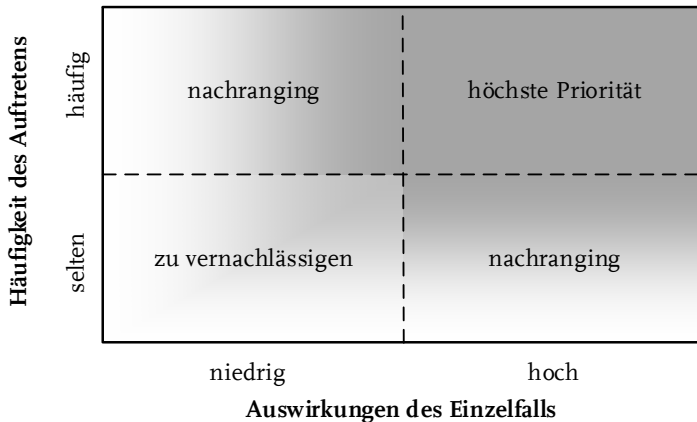 Häufigkeit des Auftretens
häufig
selten
nachranging
höchste Priorität
zu vernachlässigen
nachranging
niedrig
hoch
Auswirkungen des Einzelfalls